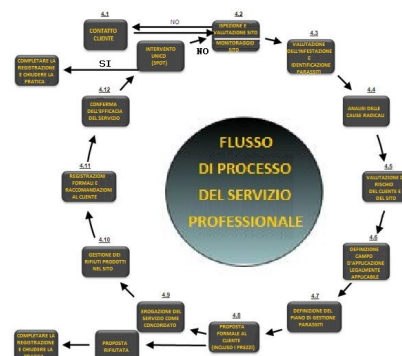 4.1
CONTATTO
CLIENTE
NO
4.2
ISPEZIONE E
VALUTAZIONE SITO
MONITORAGGIO
SITO
4.3
VALUTAZIONE
DELL'INFESTAZIONE
E
IDENTIFICAZIONE
PARASSITI
4.4
ANALISI DELLE
CAUSE RADICALI
4.5
VALUTAZIONE DI
RISCHIO
DEL CLIENTE E
DEL SITO
4.6
DEFINIZIONE
CAMPO
D'APPLICAZIONE
LEGALMENTE
APPLICABILE
4.7
DEFINIZIONE DEL
PIANO DI GESTIONE
PARASSITI
4.8
PROPOSTA
FORMALE AL
CLIENTE
(INCLUSO I PREZZI)
PROPOSTA
RIFIUTATA
COMPLETARE LA
REGISTRAZIONE
E CHIUDERE LA
PRATICA
4.9
EROGAZIONE DEL
SERVIZIO COME
CONCORDATO
4.10
GESTIONE DEI
RIFIUTI PRODOTTI
NEL SITO
4.11
REGISTRAZIONI
FORMALI E
RACCOMANDAZIONI
AL CLIENTE
4.12
CONFERMA
DELL'EFFICACIA
DEL SERVIZIO
INTERVENTO
UNICO
(SPOT)
NO
SI
COMPLETARE LA
REGISTRAZIONE
E CHIUDERE LA
PRATICA
FLUSSO
DI PROCESSO
DEL SERVIZIO
PROFESSIONALE